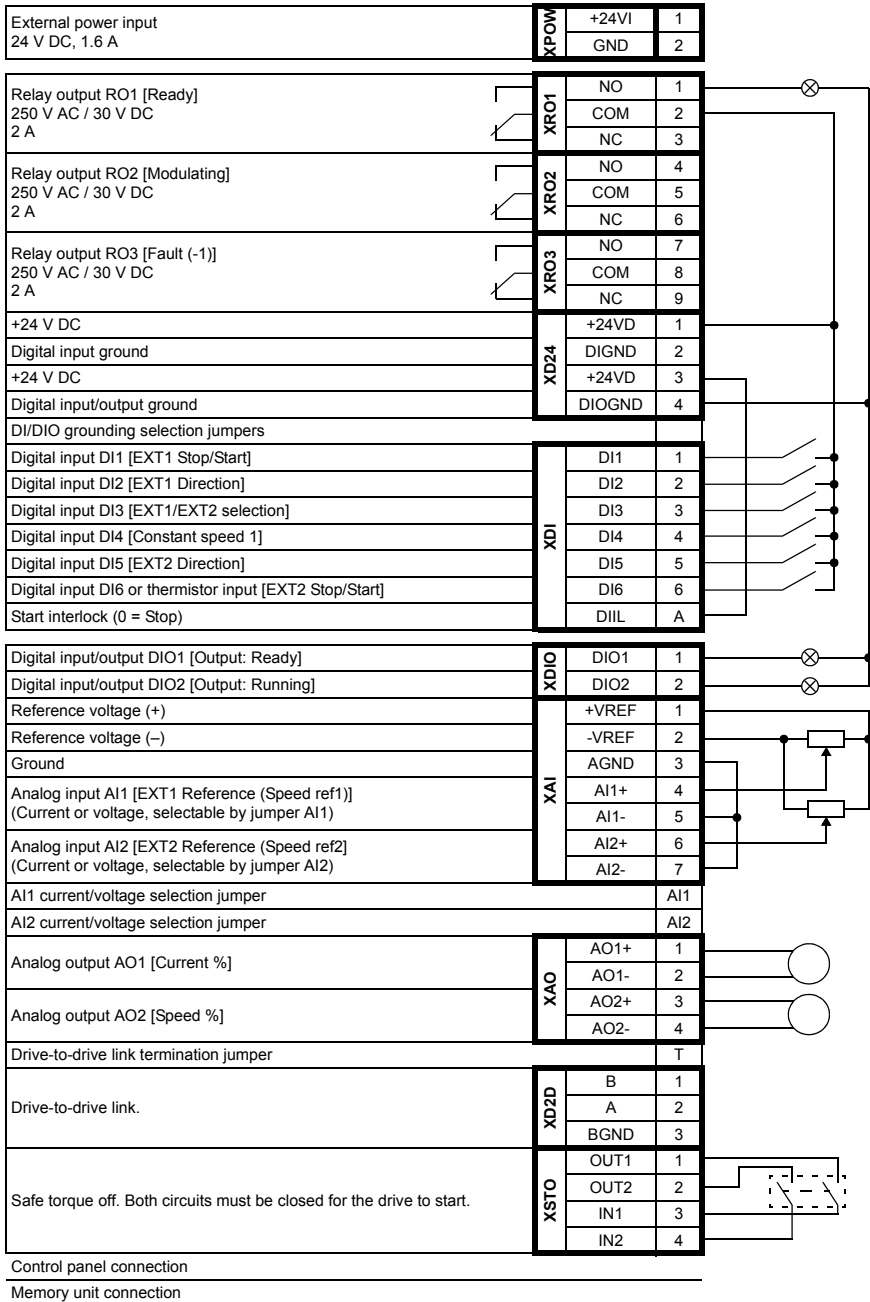 External power input
24 V DC, 1.6 A
XPOW
+24VI 1
GND 2
Relay output RO1 [Ready]
250 V AC / 30 V DC
2 A
XRO1
NO 1
COM 2
NC 3
Relay output RO2 [Modulating]
250 V AC / 30 V DC
2 A
XRO2
NO 4
COM 5
NC 6
Relay output RO3 [Fault (-1)]
250 V AC / 30 V DC
2 A
XRO3
NO 7
COM 8
NC 9
XD24
+24 V DC +24VD 1
Digital input ground DIGND 2
+24 V DC +24VD 3
Digital input/output ground DIOGND 4
DI/DIO grounding selection jumpers
XDI
Digital input DI1 [EXT1 Stop/Start] DI1 1
Digital input DI2 [EXT1 Direction] DI2 2
Digital input DI3 [EXT1/EXT2 selection] DI3 3
Digital input DI4 [Constant speed 1] DI4 4
Digital input DI5 [EXT2 Direction] DI5 5
Digital input DI6 or thermistor input [EXT2 Stop/Start] DI6 6
Start interlock (0 = Stop) DIIL A
XDIO
Digital input/output DIO1 [Output: Ready] DIO1 1
Digital input/output DIO2 [Output: Running] DIO2 2
XAI
Reference voltage (+) +VREF 1
Reference voltage (–) -VREF 2
Ground AGND 3
Analog input AI1 [EXT1 Reference (Speed ref1)]
(Current or voltage, selectable by jumper AI1)
AI1+ 4
AI1- 5
Analog input AI2 [EXT2 Reference (Speed ref2]
(Current or voltage, selectable by jumper AI2)
AI2+ 6
AI2- 7
AI1 current/voltage selection jumper AI1
AI2 current/voltage selection jumper AI2
Analog output AO1 [Current %]
XAO
AO1+ 1
AO1- 2
Analog output AO2 [Speed %]
AO2+ 3
AO2- 4
Drive-to-drive link termination jumper T
Drive-to-drive link.
XD2D
B 1
A 2
BGND 3
Safe torque off. Both circuits must be closed for the drive to start.
XSTO
OUT1 1
OUT2 2
IN1 3
IN2 4
Control panel connection
Memory unit connection